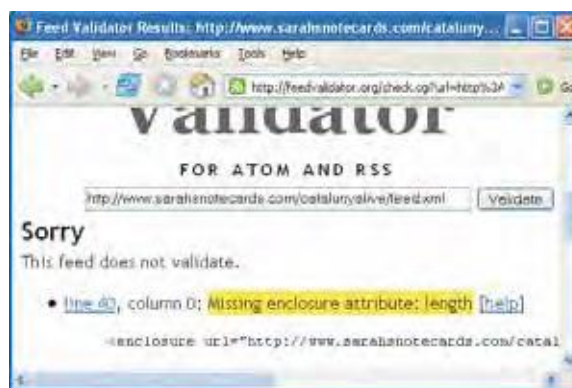 Feed Validator Results: http://www.sarahsnotecards.com/cataluny...
File Edit View Go Bookmarks Tools Help
http://feedvalidator.org/check.cgi?url=http%3A
Validator
FOR ATOM AND RSS
http://www.sarahsnotecards.com/catalunyalive/feed.xml Validate
Sorry
This feed does not validate.
• line 40, column 0: Missing enclosure attribute: length [help]
<enclosure url="http://www.sarahsnotecards.com/catal